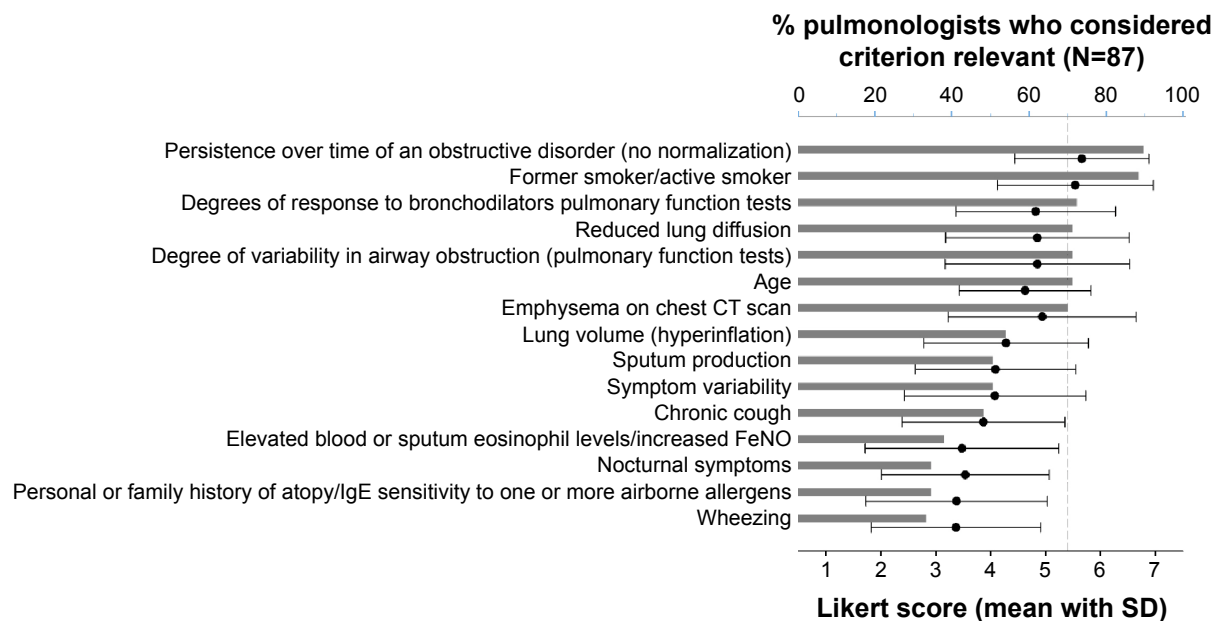 % pulmonologists who considered
criterion relevant (N=87)
0 20 40 60 80 100
Persistence over time of an obstructive disorder (no normalization)
Former smoker/active smoker
Degrees of response to bronchodilators pulmonary function tests
Reduced lung diffusion
Degree of variability in airway obstruction (pulmonary function tests)
Age
Emphysema on chest CT scan
Lung volume (hyperinflation)
Sputum production
Symptom variability
Chronic cough
Elevated blood or sputum eosinophil levels/increased FeNO
Nocturnal symptoms
Personal or family history of atopy/IgE sensitivity to one or more airborne allergens
Wheezing
1 2 3 4 5 6 7
Likert score (mean with SD)